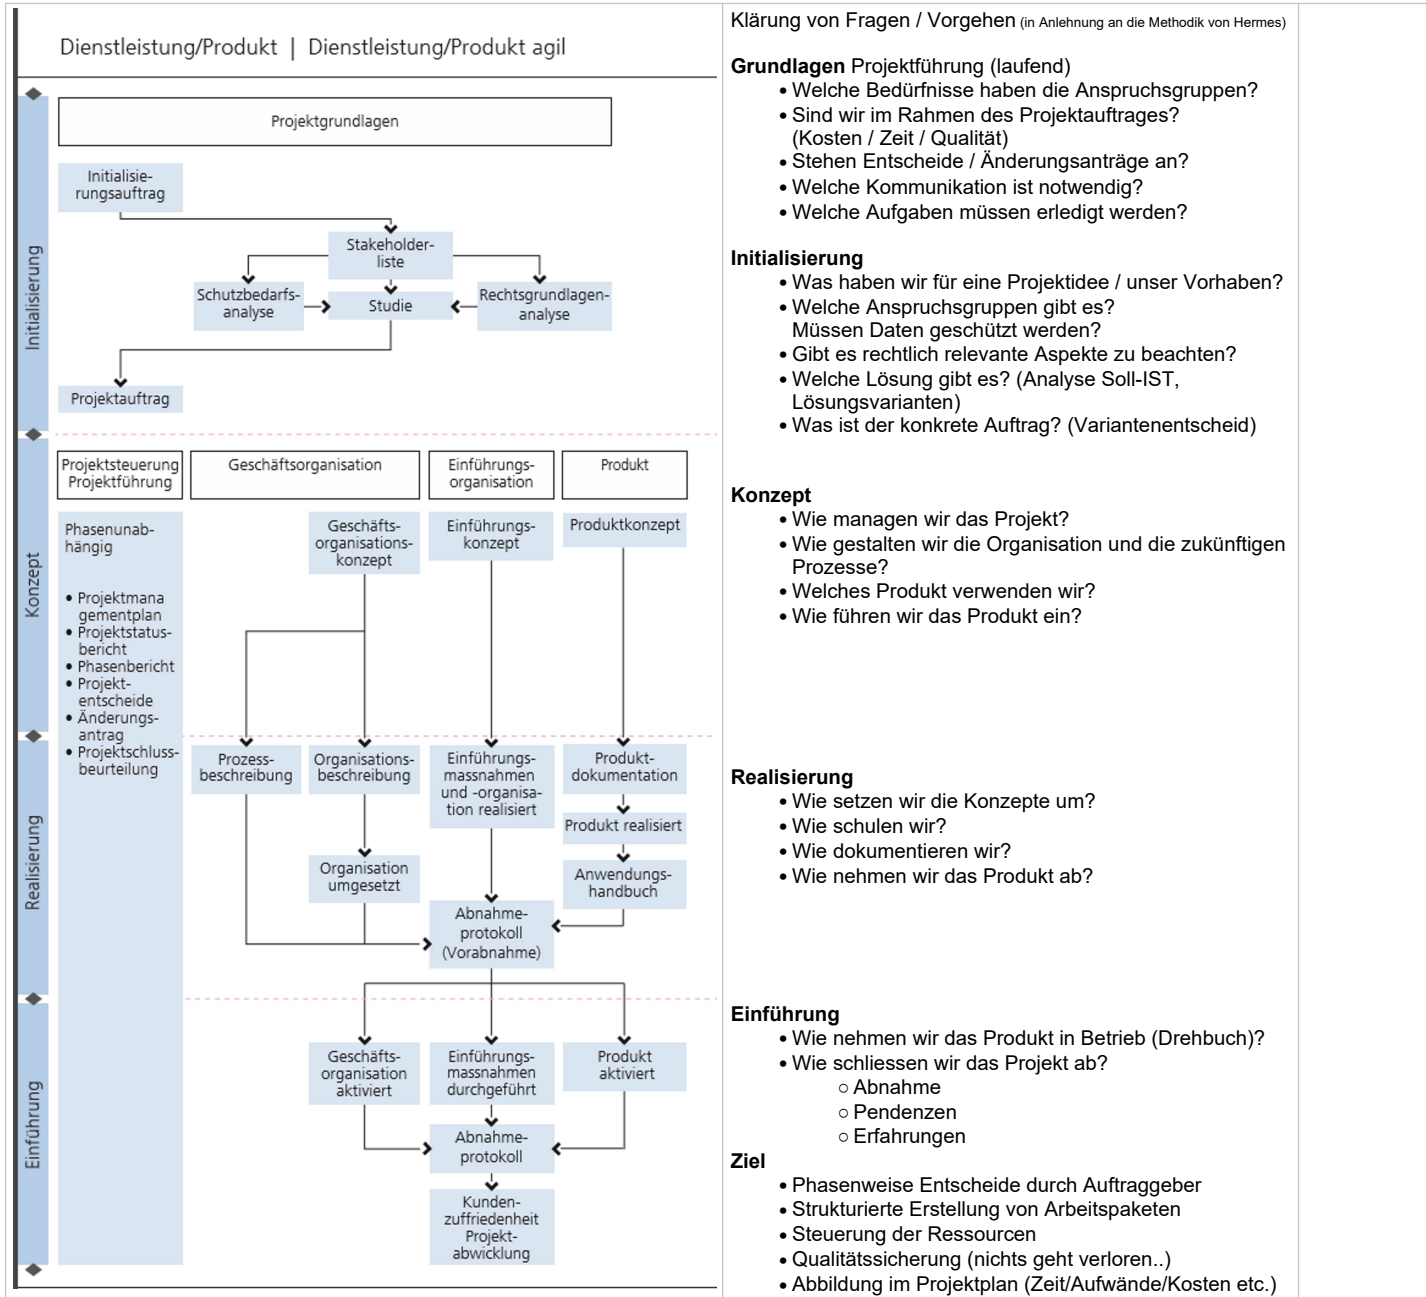 Dienstleistung/Produkt | Dienstleistung/Produkt agil
Initialisierung
Projektgrundlagen
Initialisie-
rungsauftrag
Stakeholder-
liste
Schutzbedarfs-
analyse
Studie
Rechtsgrundlagen-
analyse
Projektauftrag
Konzept
Projektsteuerung
Projektführung
Geschäftsorganisation
Einführungs-
organisation
Produkt
Phasenunab-
hängig
• Projektmana
gementplan
• Projektstatus-
bericht
• Phasenbericht
• Projekt-
entscheide
• Änderungs-
antrag
• Projektschluss-
beurteilung
Geschäfts-
organisations-
konzept
Einführungs-
konzept
Produktkonzept
Realisierung
Prozess-
beschreibung
Organisations-
beschreibung
Einführungs-
massnahmen
und -organisa-
tion realisiert
Produkt-
dokumentation
Produkt realisiert
Organisation
umgesetzt
Anwendungs-
handbuch
Abnahme-
protokoll
(Vorabnahme)
Einführung
Geschäfts-
organisation
aktiviert
Einführungs-
massnahmen
durchgeführt
Produkt
aktiviert
Abnahme-
protokoll
Kunden-
zufriedenheit
Projekt-
abwicklung
Klärung von Fragen / Vorgehen (in Anlehnung an die Methodik von Hermes)
Grundlagen Projektführung (laufend)
• Welche Bedürfnisse haben die Anspruchsgruppen?
• Sind wir im Rahmen des Projektauftrages?
(Kosten / Zeit / Qualität)
• Stehen Entscheide / Änderungsanträge an?
• Welche Kommunikation ist notwendig?
• Welche Aufgaben müssen erledigt werden?
Initialisierung
• Was haben wir für eine Projektidee / unser Vorhaben?
• Welche Anspruchsgruppen gibt es?
Müssen Daten geschützt werden?
• Gibt es rechtlich relevante Aspekte zu beachten?
• Welche Lösung gibt es? (Analyse Soll-IST,
Lösungsvarianten)
• Was ist der konkrete Auftrag? (Variantenentscheid)
Konzept
• Wie managen wir das Projekt?
• Wie gestalten wir die Organisation und die zukünftigen
Prozesse?
• Welches Produkt verwenden wir?
• Wie führen wir das Produkt ein?
Realisierung
• Wie setzen wir die Konzepte um?
• Wie schulen wir?
• Wie dokumentieren wir?
• Wie nehmen wir das Produkt ab?
Einführung
• Wie nehmen wir das Produkt in Betrieb (Drehbuch)?
• Wie schliessen wir das Projekt ab?
○ Abnahme
○ Pendenzen
○ Erfahrungen
Ziel
• Phasenweise Entscheide durch Auftraggeber
• Strukturierte Erstellung von Arbeitspaketen
• Steuerung der Ressourcen
• Qualitätssicherung (nichts geht verloren..)
• Abbildung im Projektplan (Zeit/Aufwände/Kosten etc.)